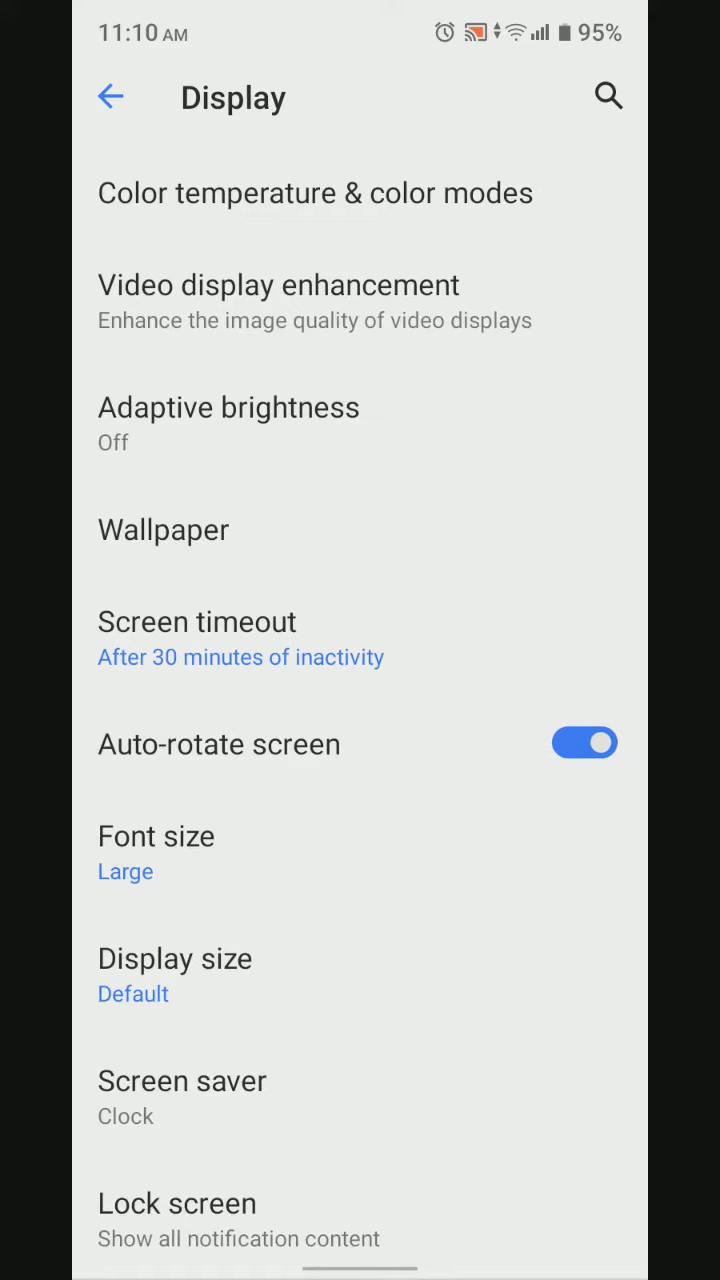 11:10 AM 95%
Display
Color temperature & color modes
Video display enhancement
Enhance the image quality of video displays
Adaptive brightness
Off
Wallpaper
Screen timeout
After 30 minutes of inactivity
Auto-rotate screen
Font size
Large
Display size
Default
Screen saver
Clock
Lock screen
Show all notification content